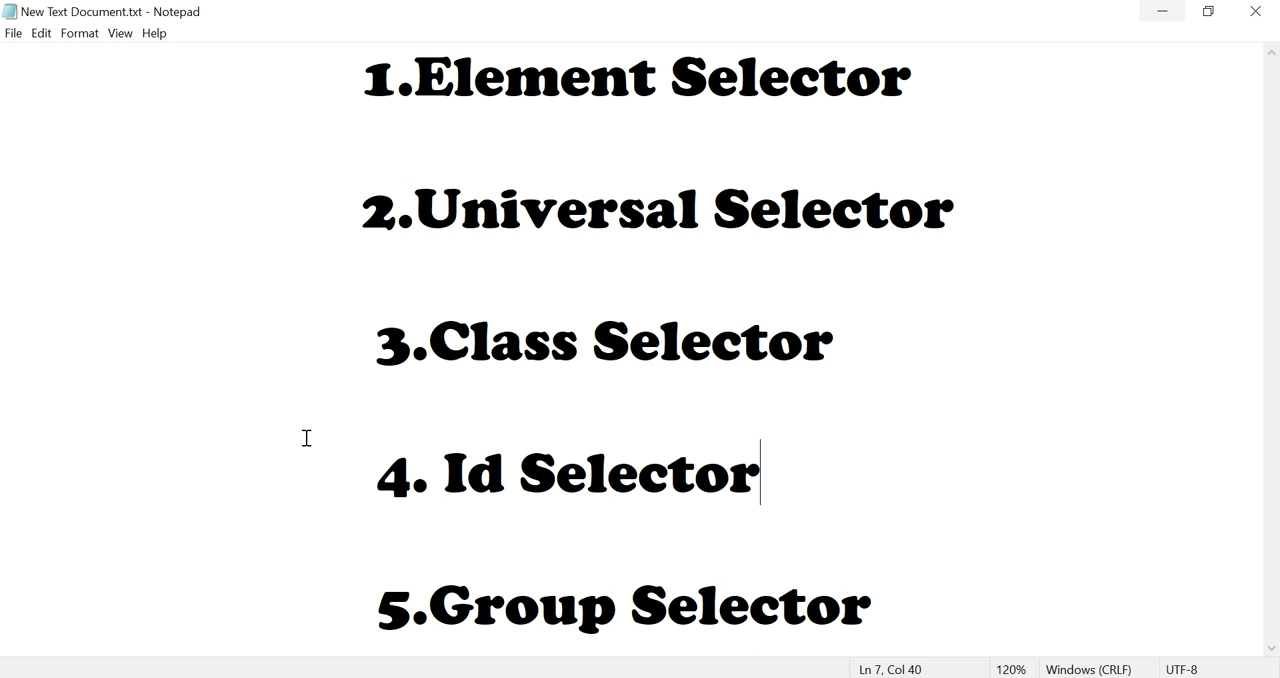 New Text Document.txt - Notepad
File Edit Format View Help
1.Element Selector
2.Universal Selector
3.Class Selector
4. Id Selector
5.Group Selector
Ln 7, Col 40 120% Windows (CRLF) UTF-8